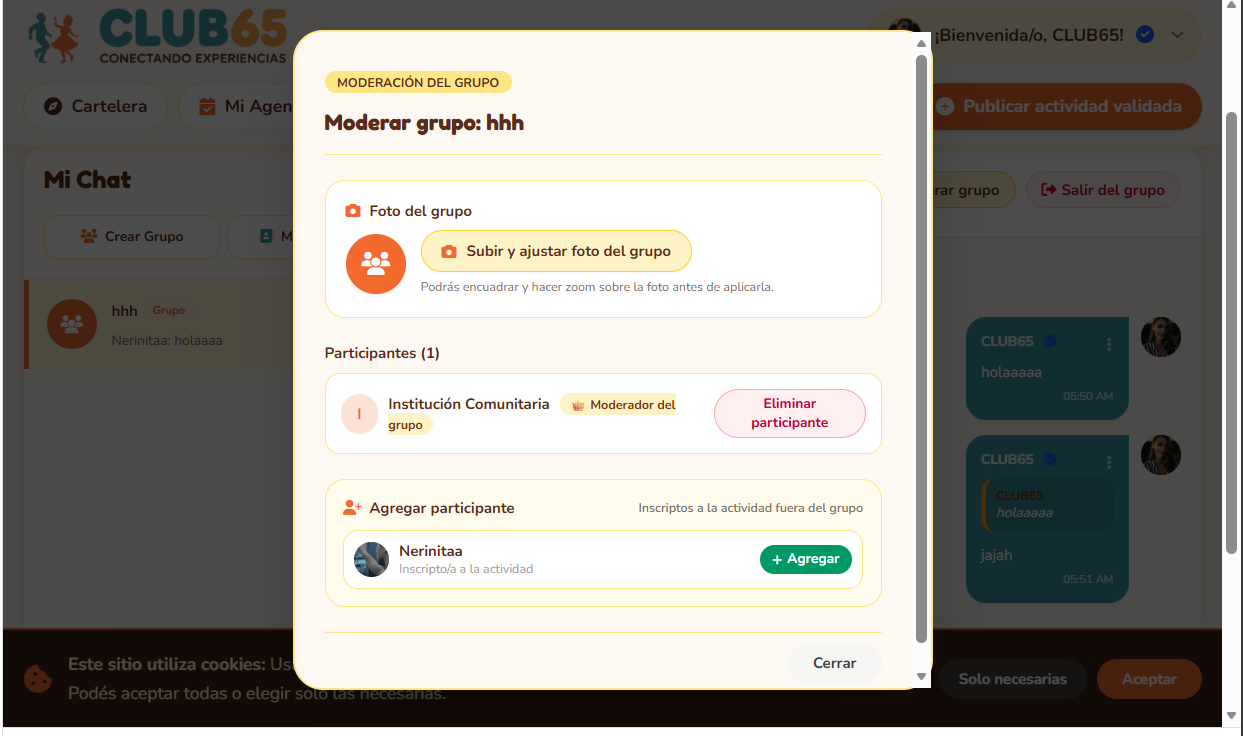 CLUB65
CONECTANDO EXPERIENCIAS
¡Bienvenida/o, CLUB65!
Cartelera
Mi Agen
Publicar actividad validada
Mi Chat
rar grupo
Salir del grupo
Crear Grupo
M
hhh Grupo
Nerinitaa: holaaaa
MODERACIÓN DEL GRUPO
Moderar grupo: hhh
Foto del grupo
Subir y ajustar foto del grupo
Podrás encuadrar y hacer zoom sobre la foto antes de aplicarla.
Participantes (1)
I
Institución Comunitaria Moderador del
grupo
Eliminar
participante
Agregar participante
Inscriptos a la actividad fuera del grupo
Nerinitaa
Inscripto/a a la actividad
+ Agregar
Cerrar
CLUB65
holaaaaa
05:50 AM
CLUB65
CLUB65
holaaaaa
jajah
05:51 AM
Este sitio utiliza cookies: Us
Podés aceptar todas o elegir solo las necesarias.
Solo necesarias
Aceptar